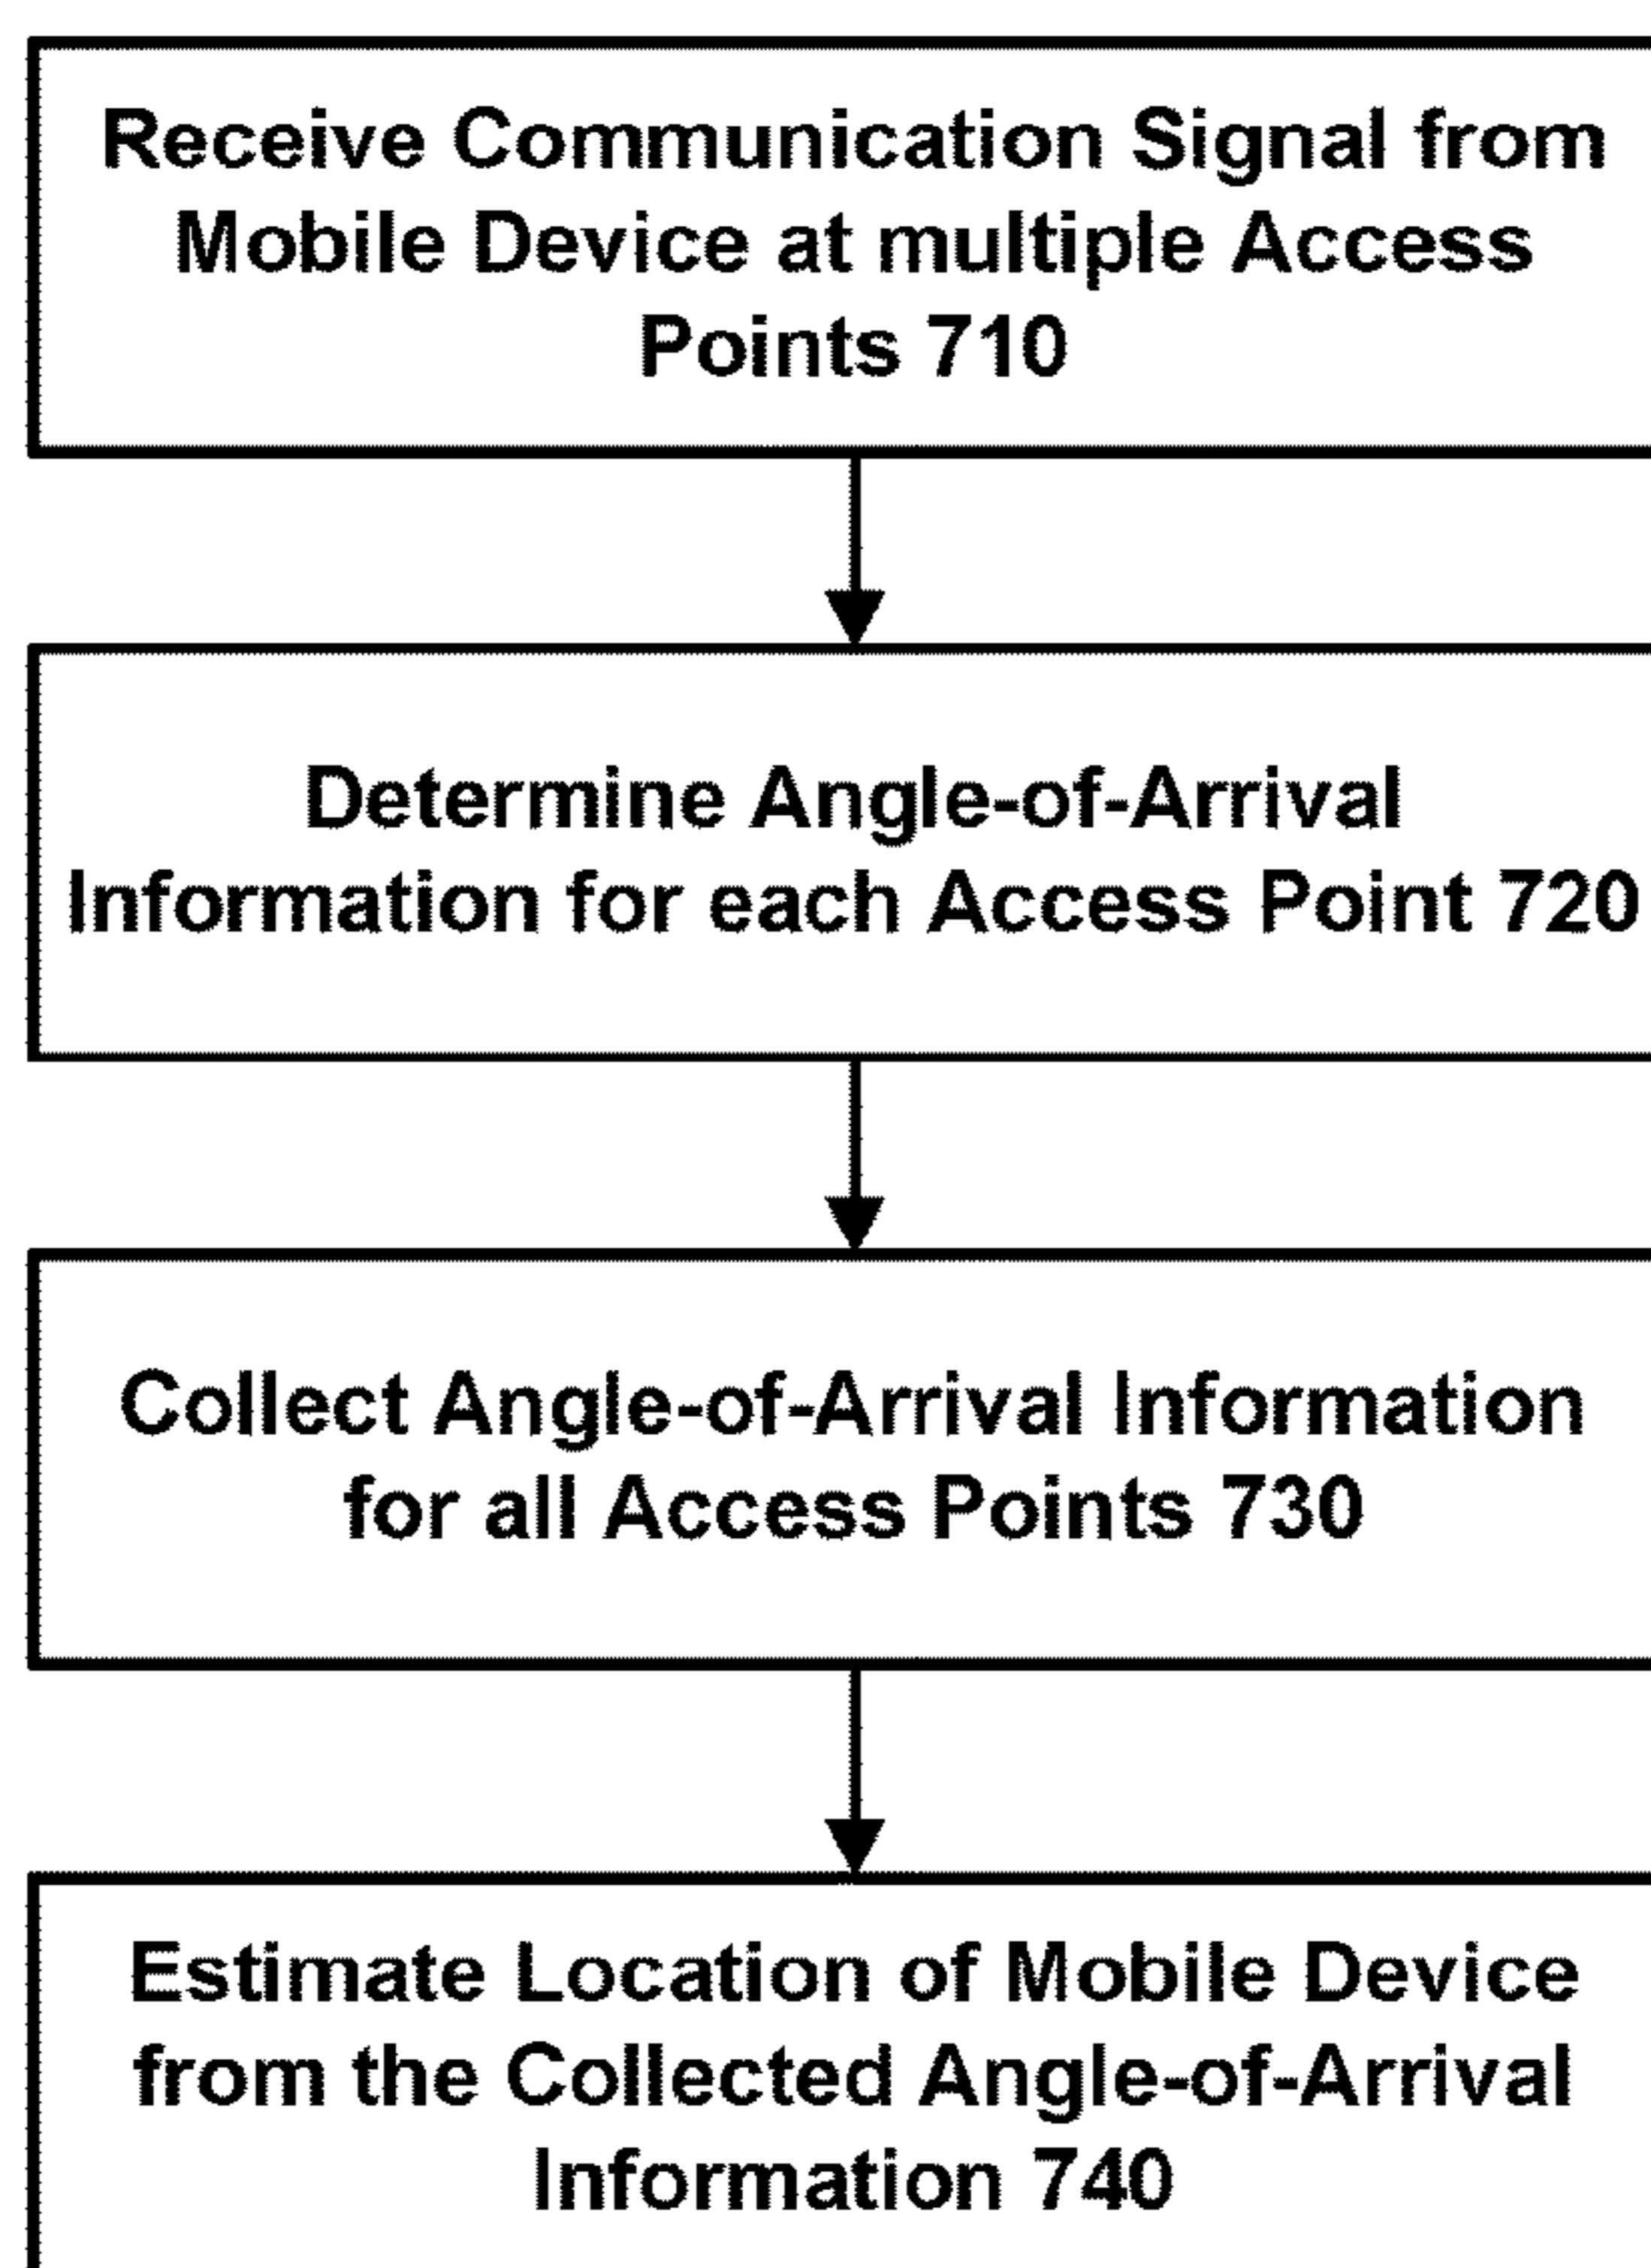 Receive Communication Signal from
Mobile Device at multiple Access
Points 710
Determine Angle-of-Arrival
Information for each Access Point 720
Collect Angle-of-Arrival Information
for all Access Points 730
Estimate Location of Mobile Device
from the Collected Angle-of-Arrival
Information 740